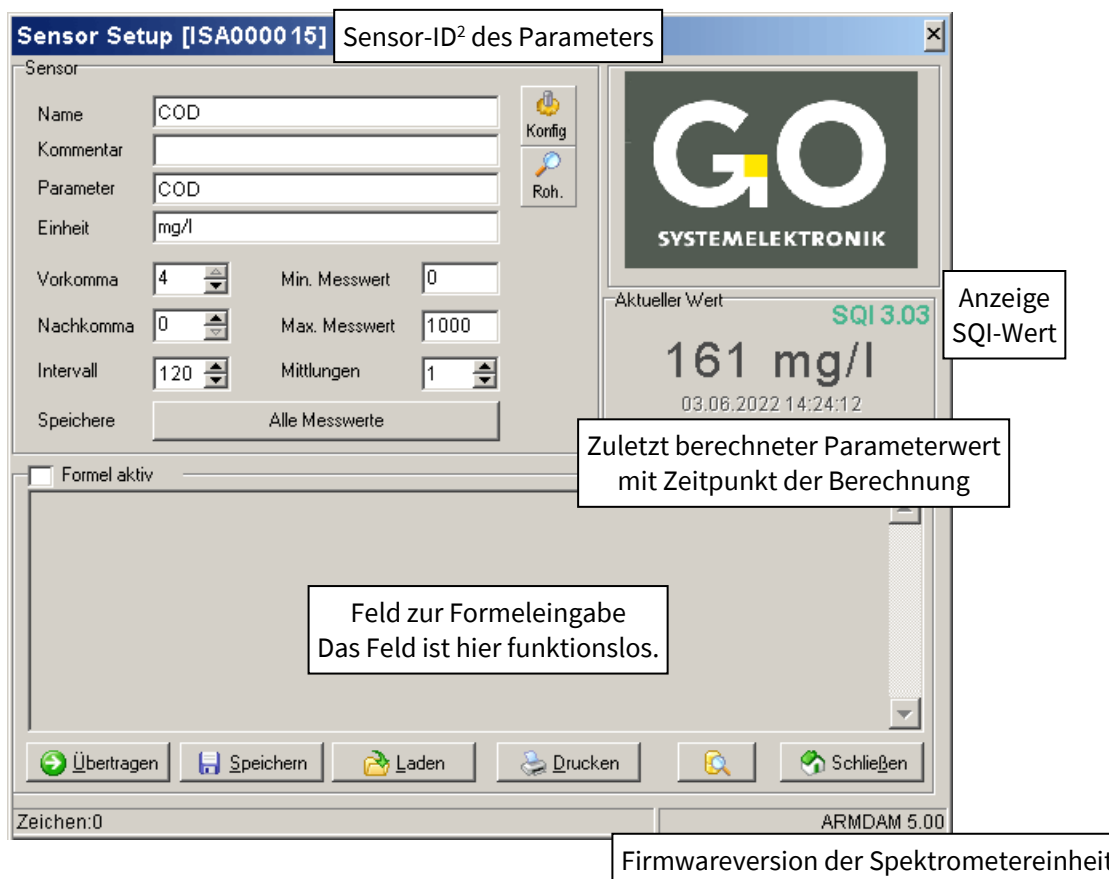 Sensor Setup [ISA000015]
Sensor-ID² des Parameters
Sensor
Name COD
Kommentar
Parameter COD
Einheit mg/l
Konfig
Roh.
Vorkomma 4 Min. Messwert 0
Nachkomma 0 Max. Messwert 1000
Intervall 120 Mittlungen 1
Speichere Alle Messwerte
GO
SYSTEMELEKTRONIK
Aktueller Wert
SQI 3.03
Anzeige
SQI-Wert
161 mg/l
03.06.2022 14:24:12
Zuletzt berechneter Parameterwert
mit Zeitpunkt der Berechnung
Formel aktiv
Feld zur Formeleingabe
Das Feld ist hier funktionslos.
Übertragen Speichern Laden Drucken Schließen
Zeichen:0 ARMDAM 5.00
Firmwareversion der Spektrometereinheit